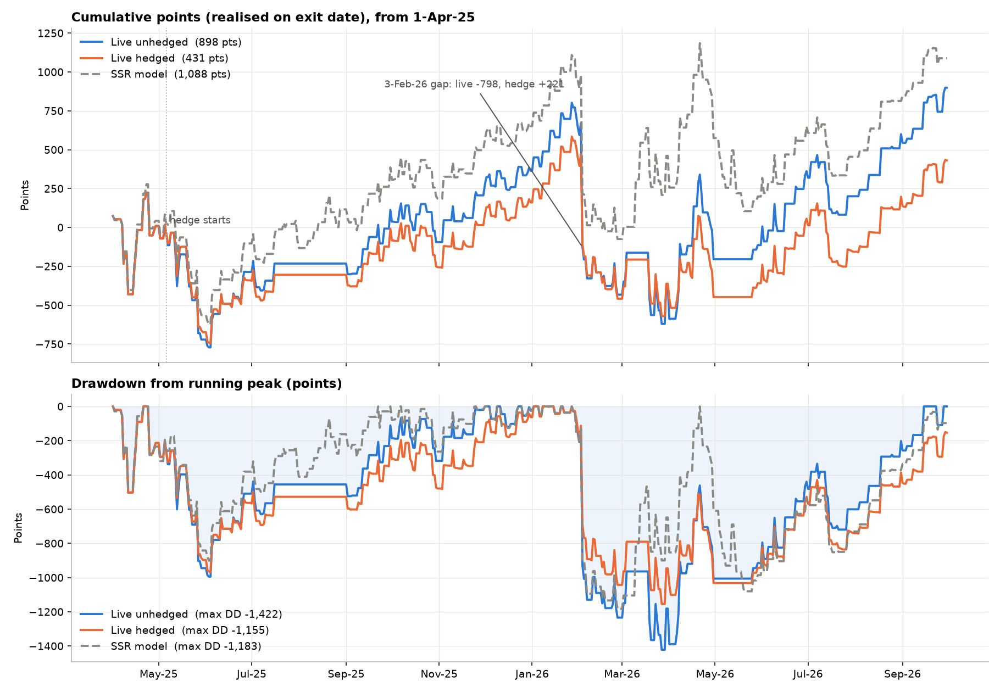 Cumulative points (realised on exit date), from 1-Apr-25
Points
1250
1000
750
500
250
0
−250
−500
−750
Live unhedged (898 pts)
Live hedged (431 pts)
SSR model (1,088 pts)
3-Feb-26 gap: live -798, hedge +221
hedge starts
Drawdown from running peak (points)
Points
0
−200
−400
−600
−800
−1000
−1200
−1400
Live unhedged (max DD -1,422)
Live hedged (max DD -1,155)
SSR model (max DD -1,183)
May-25
Jul-25
Sep-25
Nov-25
Jan-26
Mar-26
May-26
Jul-26
Sep-26